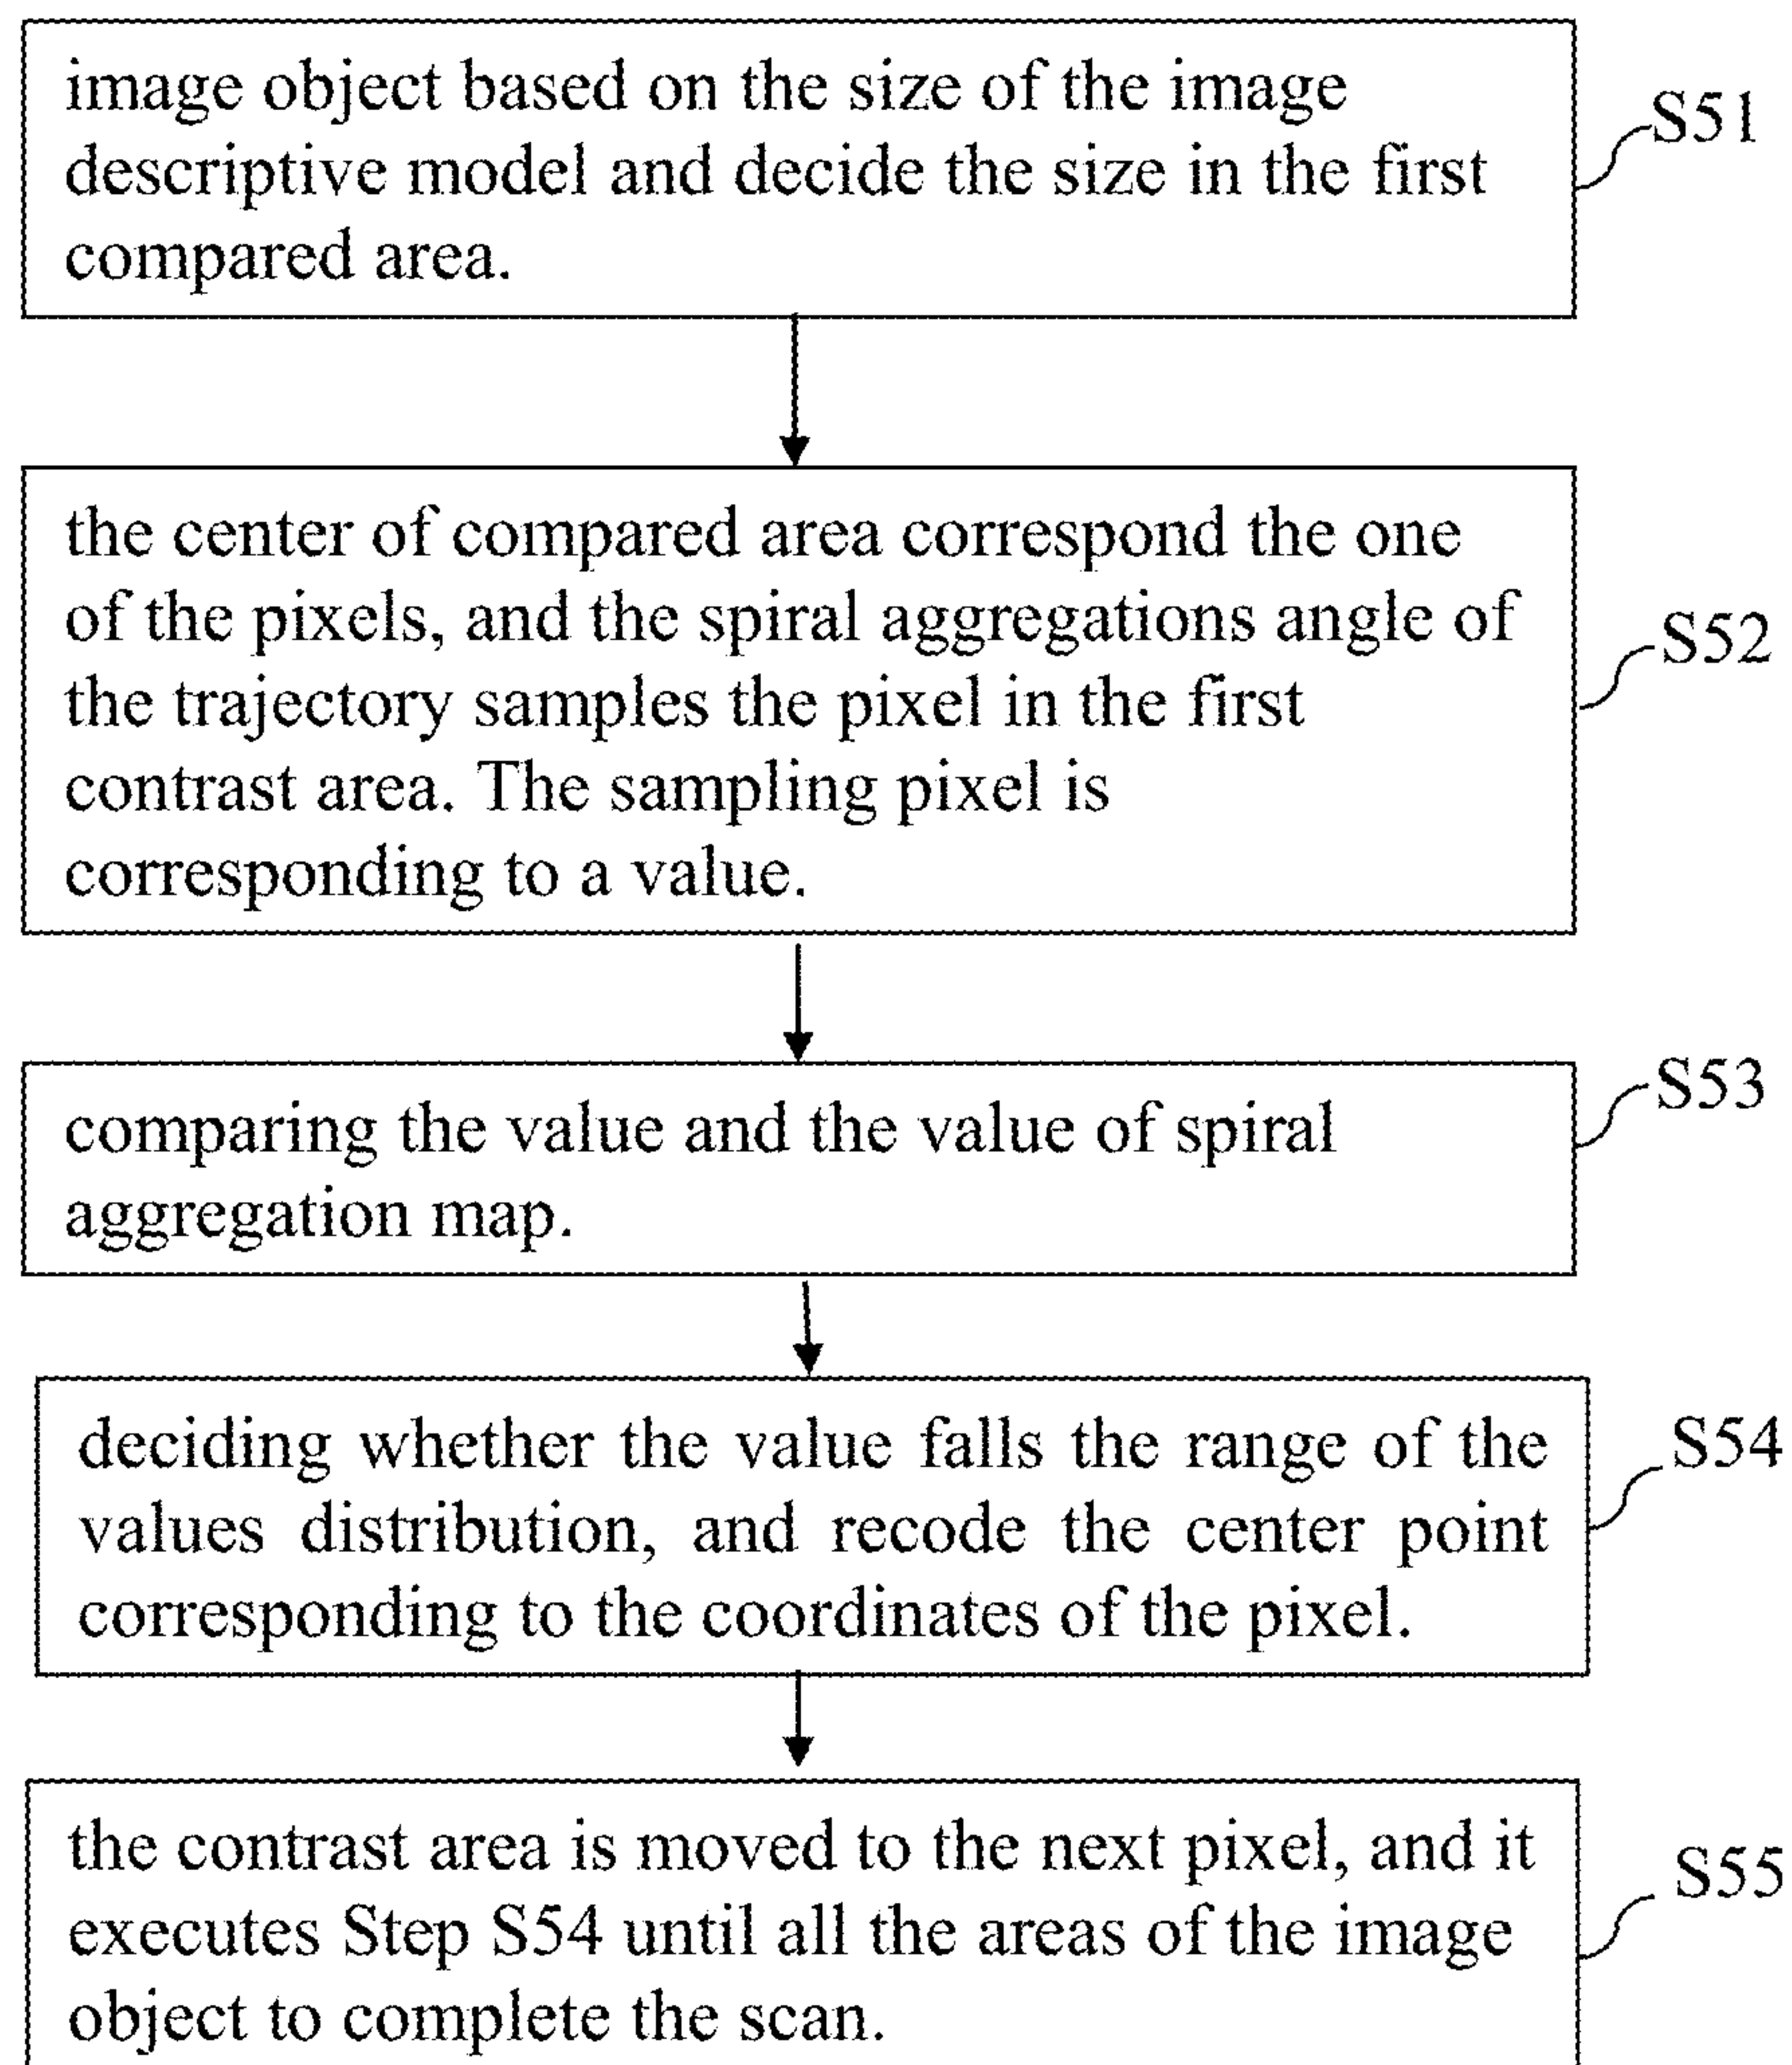 image object based on the size of the image
descriptive model and decide the size in the first
compared area.
S51
the center of compared area correspond the one
of the pixels, and the spiral aggregations angle of
the trajectory samples the pixel in the first
contrast area. The sampling pixel is
corresponding to a value.
S52
comparing the value and the value of spiral
aggregation map.
S53
deciding whether the value falls the range of the
values distribution, and recode the center point
corresponding to the coordinates of the pixel.
S54
the contrast area is moved to the next pixel, and it
executes Step S54 until all the areas of the image
object to complete the scan.
S55